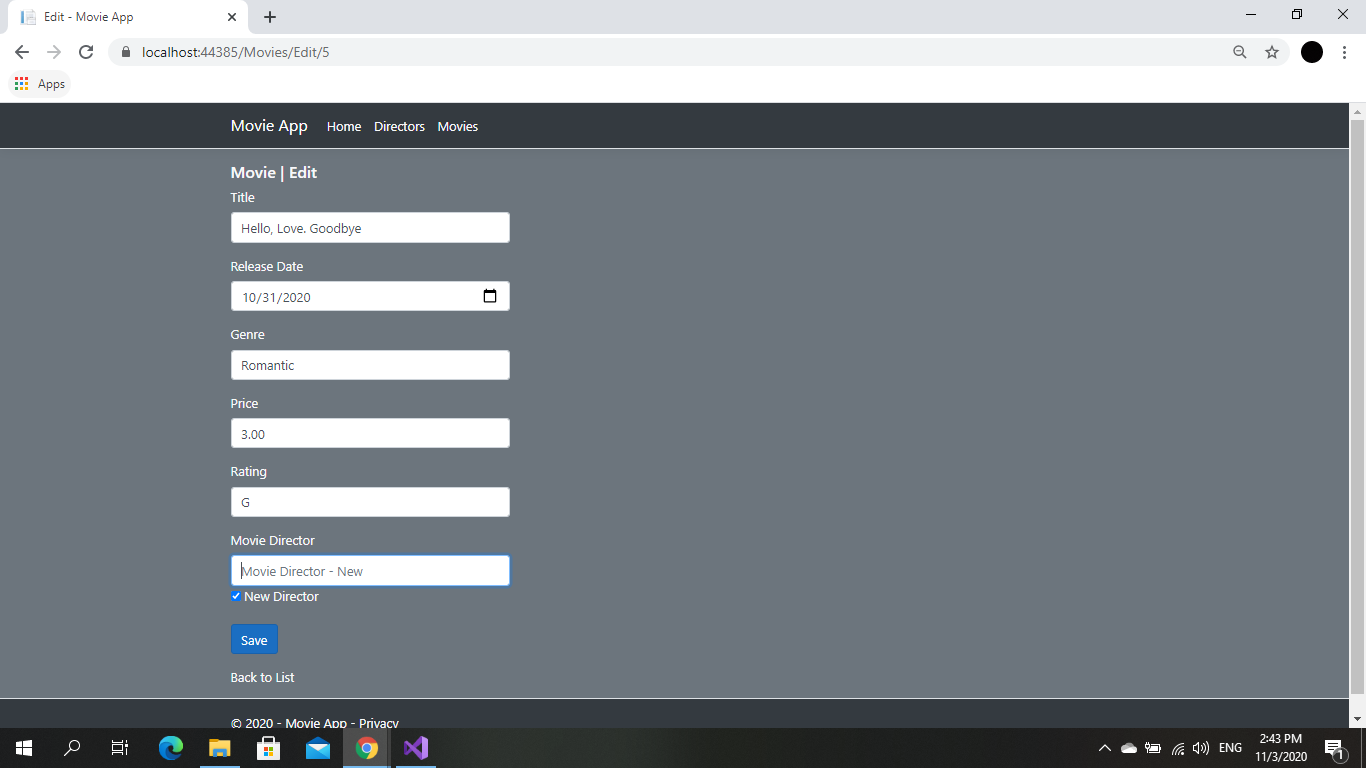 Edit - Movie App
localhost:44385/Movies/Edit/5
Apps
Movie App Home Directors Movies
Movie | Edit
Title
Hello, Love. Goodbye
Release Date
10/31/2020
Genre
Romantic
Price
3.00
Rating
G
Movie Director
Movie Director - New
New Director
Save
Back to List
© 2020 - Movie App - Privacy
ENG
2:43 PM
11/3/2020
1